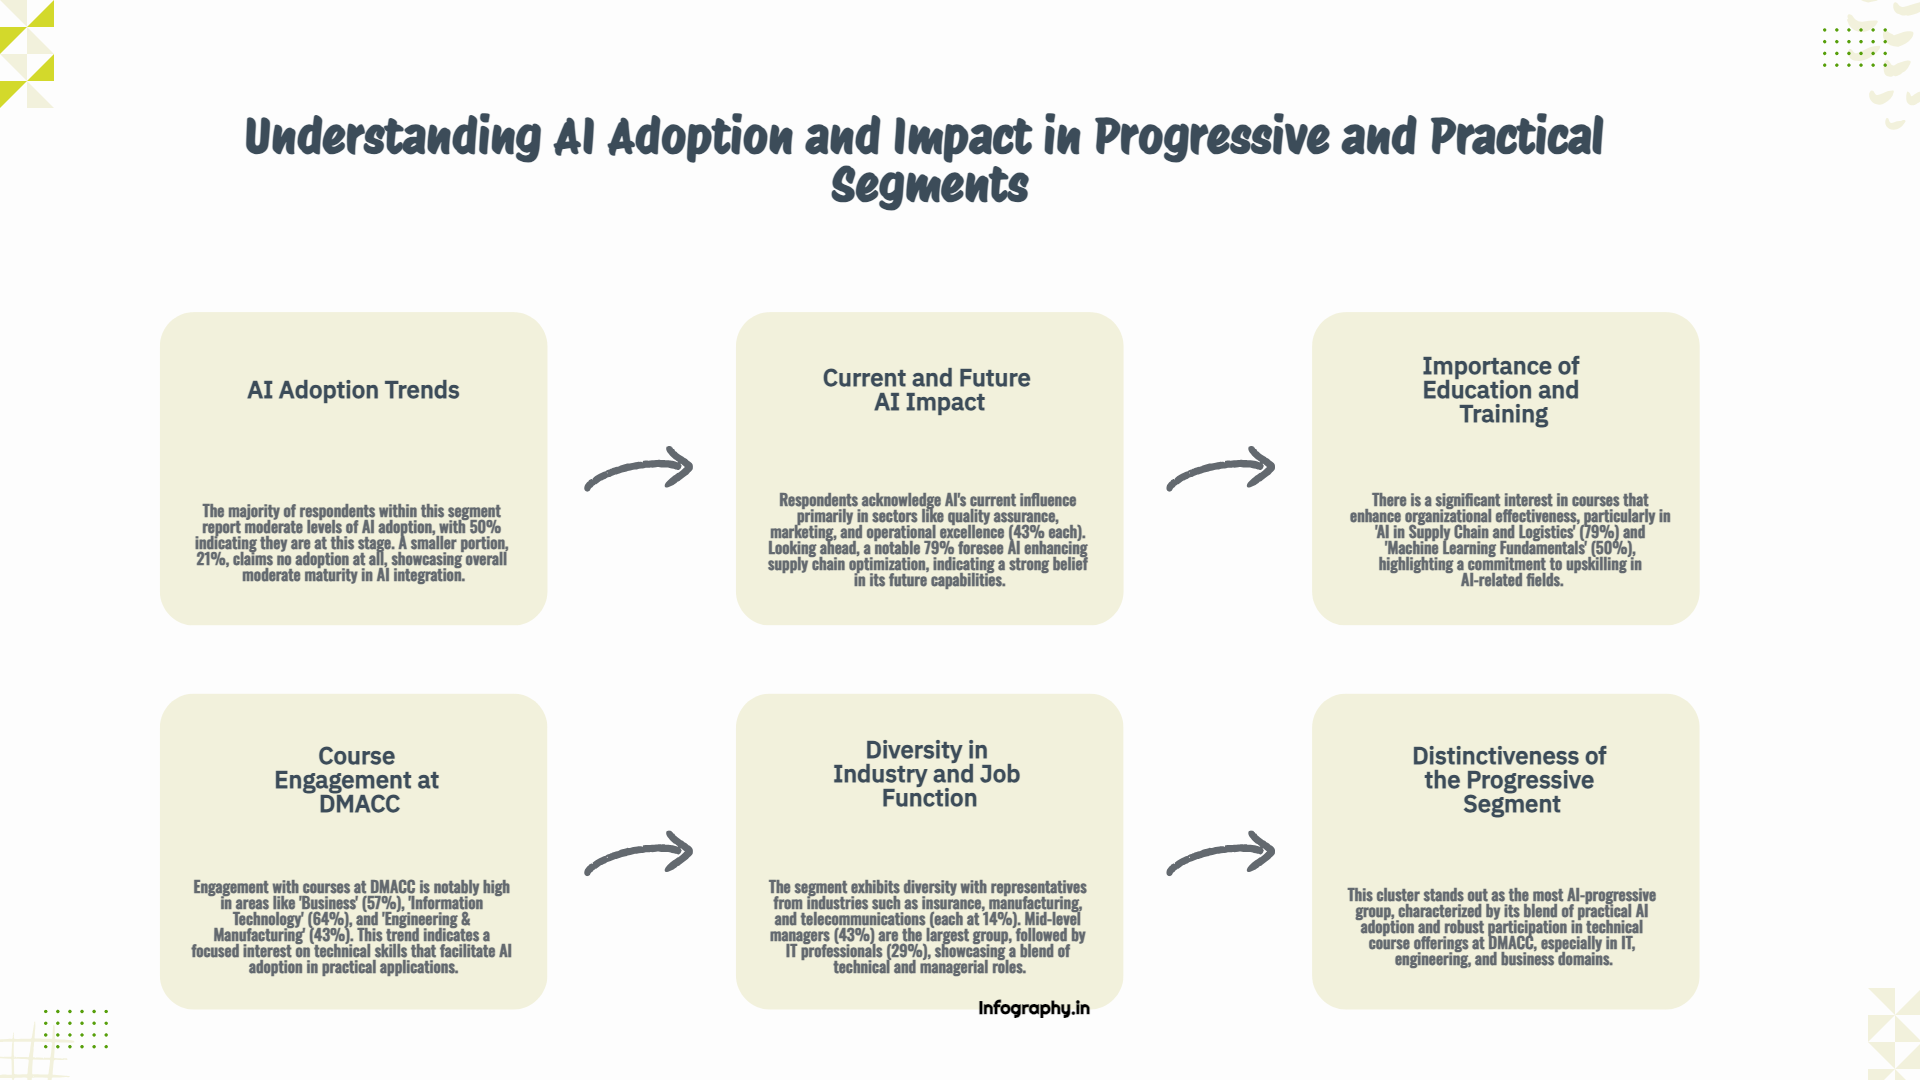 Understanding AI Adoption and Impact in Progressive and Practical
Segments
AI Adoption Trends
The majority of respondents within this segment
report moderate levels of AI adoption, with 50%
indicating they are at this stage. A smaller portion,
21%, claims no adoption at all, showcasing overall
moderate maturity in AI integration.
Current and Future
AI Impact
Respondents acknowledge AI's current influence
primarily in sectors like quality assurance,
marketing, and operational excellence (43% each).
Looking ahead, a notable 79% foresee AI enhancing
supply chain optimization, indicating a strong belief
in its future capabilities.
Importance of
Education and
Training
There is a significant interest in courses that
enhance organizational effectiveness, particularly in
'AI in Supply Chain and Logistics' (79%) and
'Machine Learning Fundamentals' (50%),
highlighting a commitment to upskilling in
AI-related fields.
Course
Engagement at
DMACC
Engagement with courses at DMACC is notably high
in areas like 'Business' (57%), 'Information
Technology' (64%), and 'Engineering &
Manufacturing' (43%). This trend indicates a
focused interest on technical skills that facilitate AI
adoption in practical applications.
Diversity in
Industry and Job
Function
The segment exhibits diversity with representatives
from industries such as insurance, manufacturing,
and telecommunications (each at 14%). Mid-level
managers (43%) are the largest group, followed by
IT professionals (29%), showcasing a blend of
technical and managerial roles.
Distinctiveness of
the Progressive
Segment
This cluster stands out as the most AI-progressive
group, characterized by its blend of practical AI
adoption and robust participation in technical
course offerings at DMACC, especially in IT,
engineering, and business domains.
Infography.in